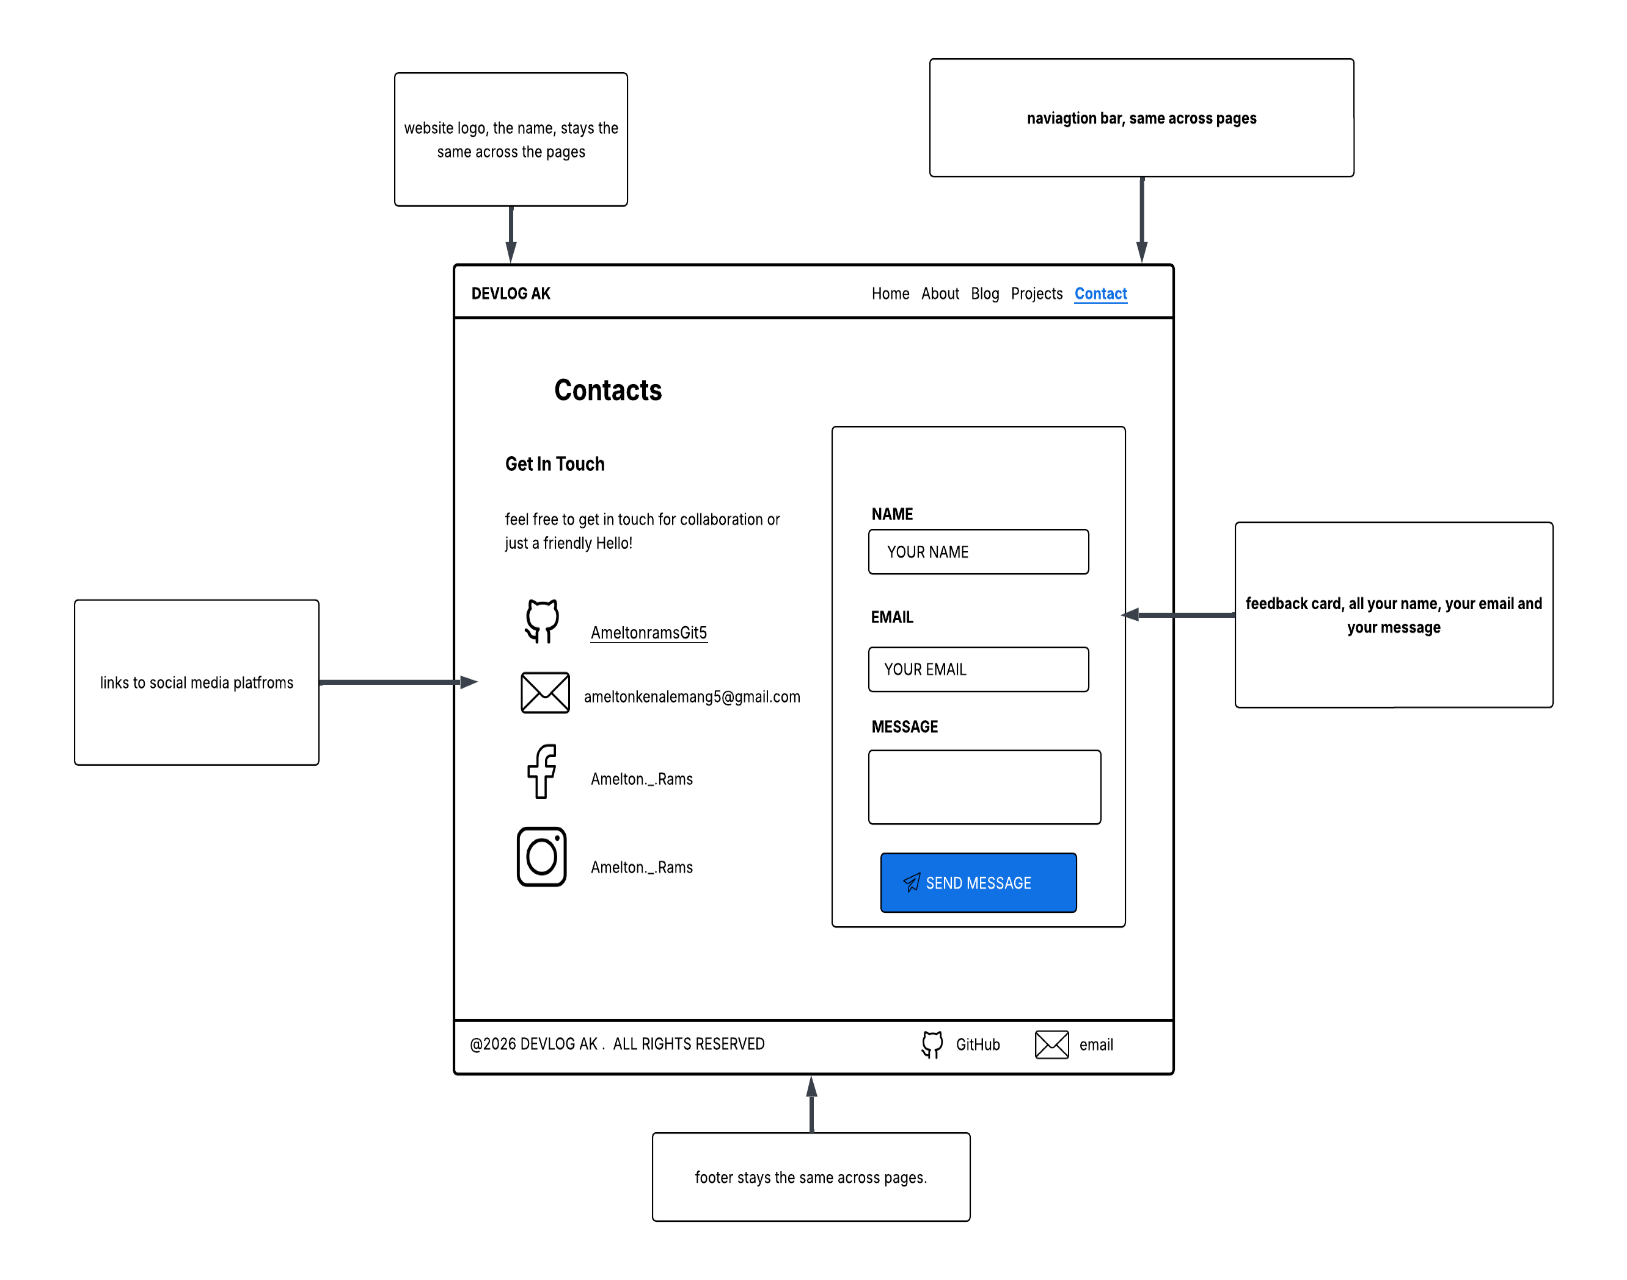 website logo, the name, stays the
same across the pages
naviagtion bar, same across pages
DEVLOG AK
Home About Blog Projects Contact
Contacts
Get In Touch
feel free to get in touch for collaboration or
just a friendly Hello!
AmeltonramsGit5
ameltonkenalemang5@gmail.com
Amelton._.Rams
Amelton._.Rams
NAME
YOUR NAME
EMAIL
YOUR EMAIL
MESSAGE
SEND MESSAGE
links to social media platfroms
feedback card, all your name, your email and
your message
@2026 DEVLOG AK .  ALL RIGHTS RESERVED
GitHub
email
footer stays the same across pages.